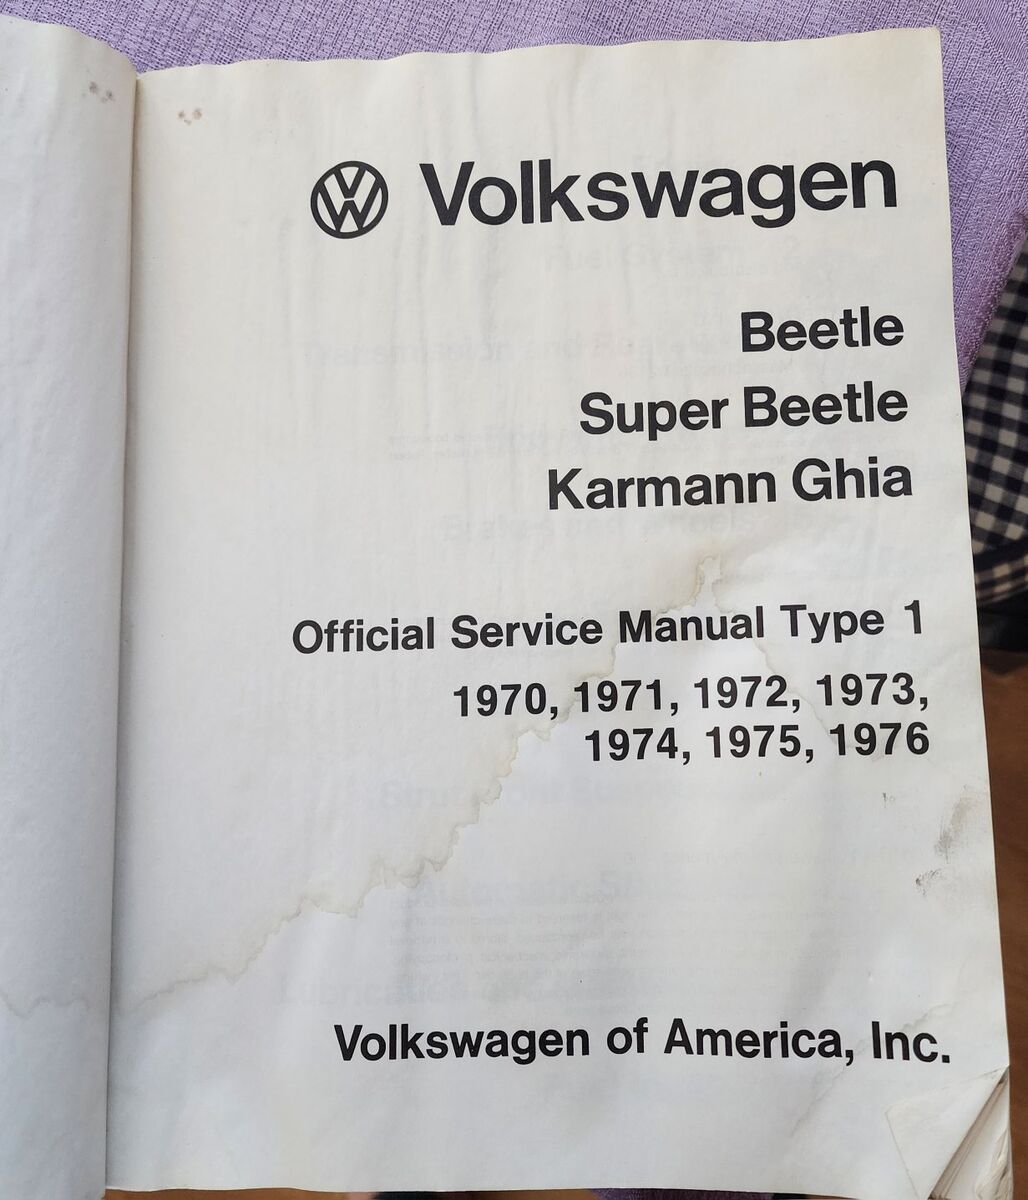 Volkswagen
Beetle
Super Beetle
Karmann Ghia
Official Service Manual Type 1
1970, 1971, 1972, 1973,
1974, 1975, 1976
Volkswagen of America, Inc.